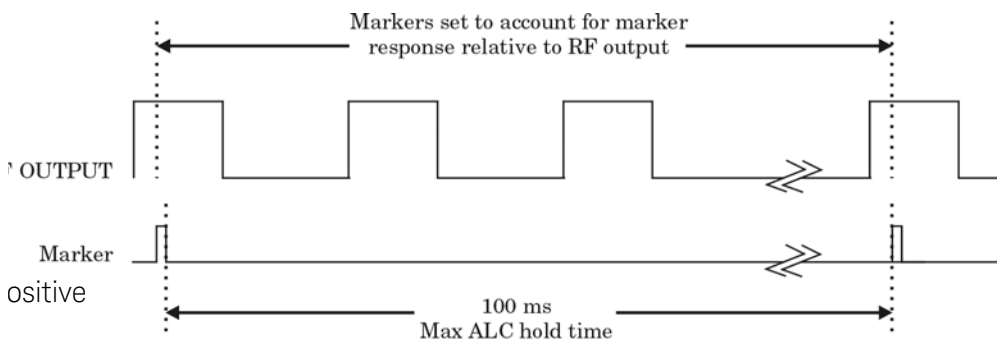 Markers set to account for marker
response relative to RF output
OUTPUT
Marker
ositive
100 ms
Max ALC hold time